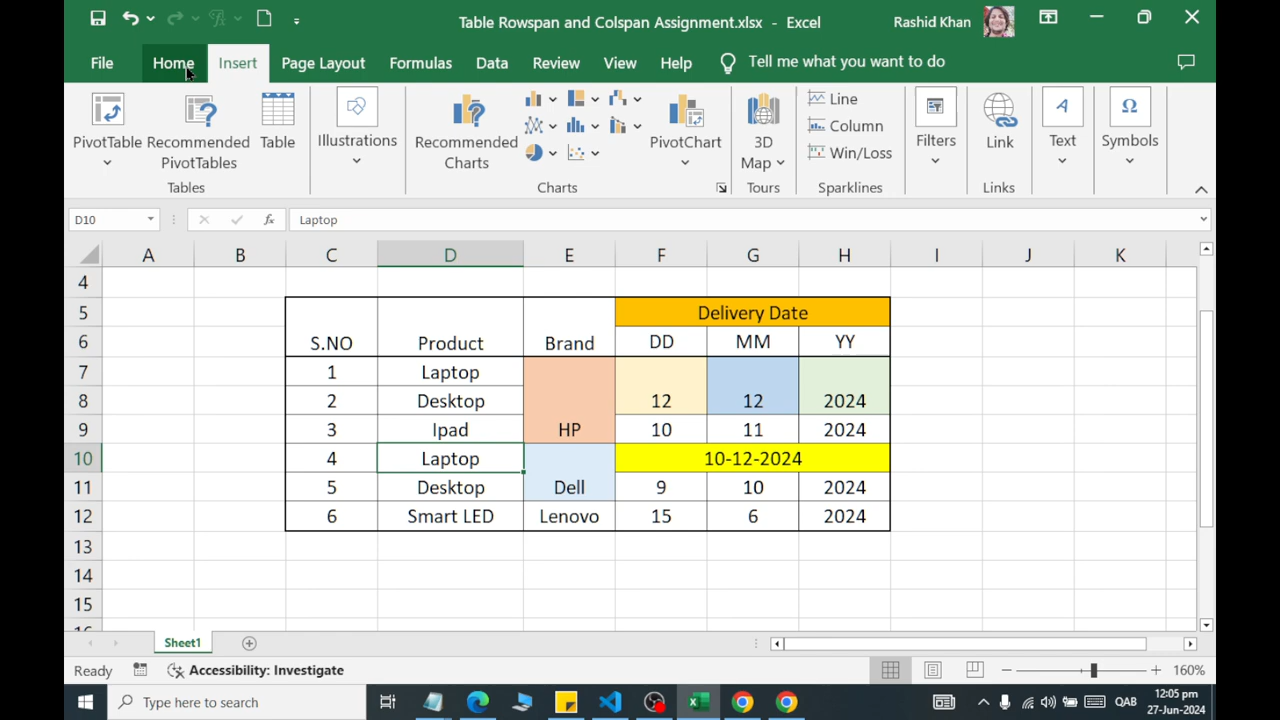 Table Rowspan and Colspan Assignment.xlsx - Excel
Rashid Khan
File Home Insert Page Layout Formulas Data Review View Help Tell me what you want to do
PivotTable
Recommended PivotTables
Table
Illustrations
Recommended Charts
PivotChart
3D Map
Line
Column
Win/Loss
Filters
Link
Text
Symbols
Tables Charts Tours Sparklines Links
D10 fx Laptop
A B C D E F G H I J K
4
5 Delivery Date
6 S.NO Product Brand DD MM YY
7 1 Laptop
8 2 Desktop 12 12 2024
9 3 Ipad HP 10 11 2024
10 4 Laptop 10-12-2024
11 5 Desktop Dell 9 10 2024
12 6 Smart LED Lenovo 15 6 2024
13
14
15
Sheet1
Ready Accessibility: Investigate 160%
Type here to search QAB 12:05 pm
27-Jun-2024